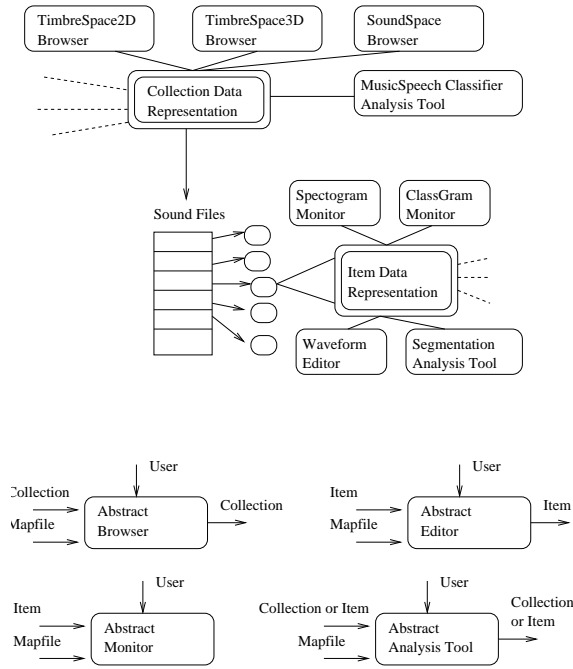 TimbreSpace2D
Browser
TimbreSpace3D
Browser
SoundSpace
Browser
Collection Data
Representation
MusicSpeech Classifier
Analysis Tool
Sound Files
Spectogram
Monitor
ClassGram
Monitor
Item Data
Representation
Waveform
Editor
Segmentation
Analysis Tool
User
Collection
Mapfile
Abstract
Browser
Collection
User
Item
Mapfile
Abstract
Editor
Item
User
Item
Mapfile
Abstract
Monitor
User
Collection or Item
Mapfile
Abstract
Analysis Tool
Collection
or Item